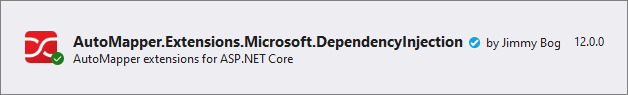 AutoMapper.Extensions.Microsoft.DependencyInjection by Jimmy Bog 12.0.0
AutoMapper extensions for ASP.NET Core